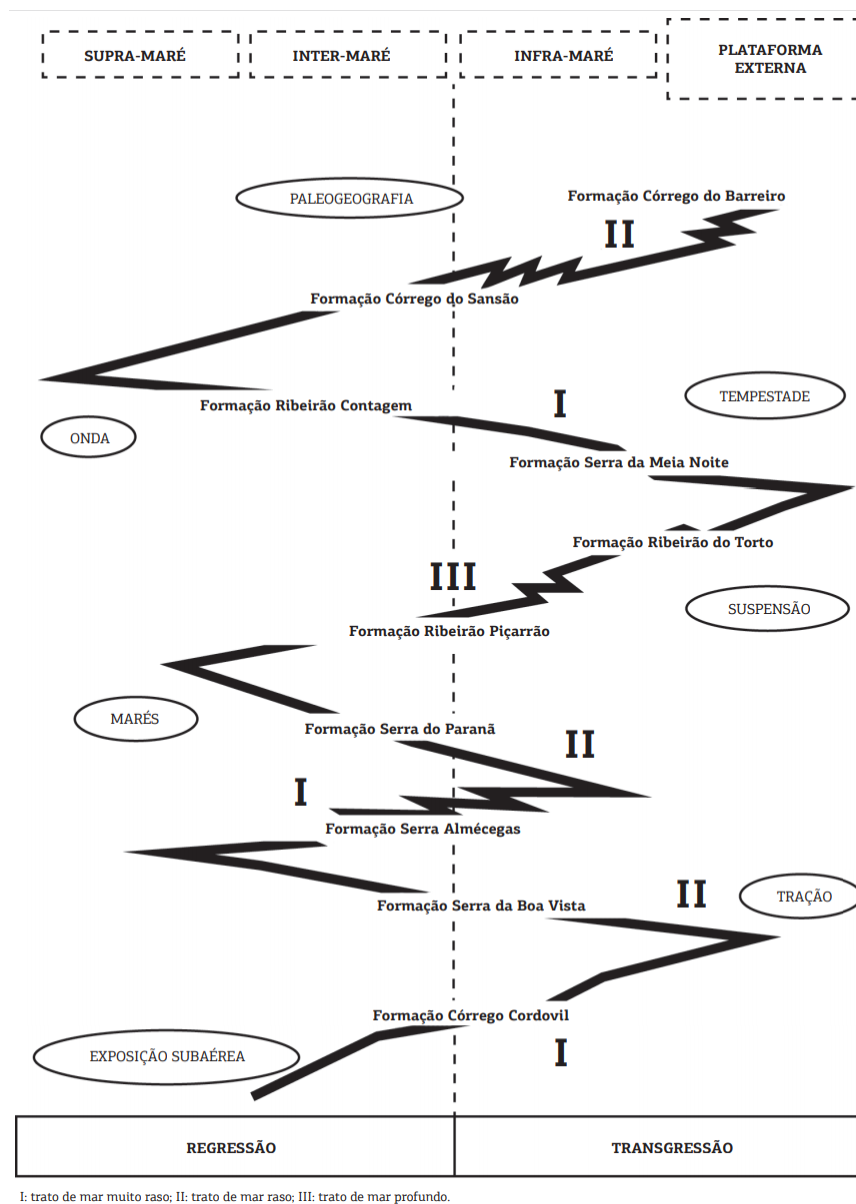 SUPRA-MARÉ
INTER-MARÉ
INFRA-MARÉ
PLATAFORMA
EXTERNA
PALEOGEOGRAFIA
Formação Córrego do Barreiro
II
Formação Córrego do Sansão
TEMPESTADE
I
Formação Ribeirão Contagem
ONDA
Formação Serra da Meia Noite
Formação Ribeirão do Torto
III
SUSPENSÃO
Formação Ribeirão Piçarrão
MARÉS
Formação Serra do Paranã
II
I
Formação Serra Almécegas
II
TRAÇÃO
Formação Serra da Boa Vista
Formação Córrego Cordovil
EXPOSIÇÃO SUBAÉREA
I
REGRESSÃO
TRANSGRESSÃO
I: trato de mar muito raso; II: trato de mar raso; III: trato de mar profundo.